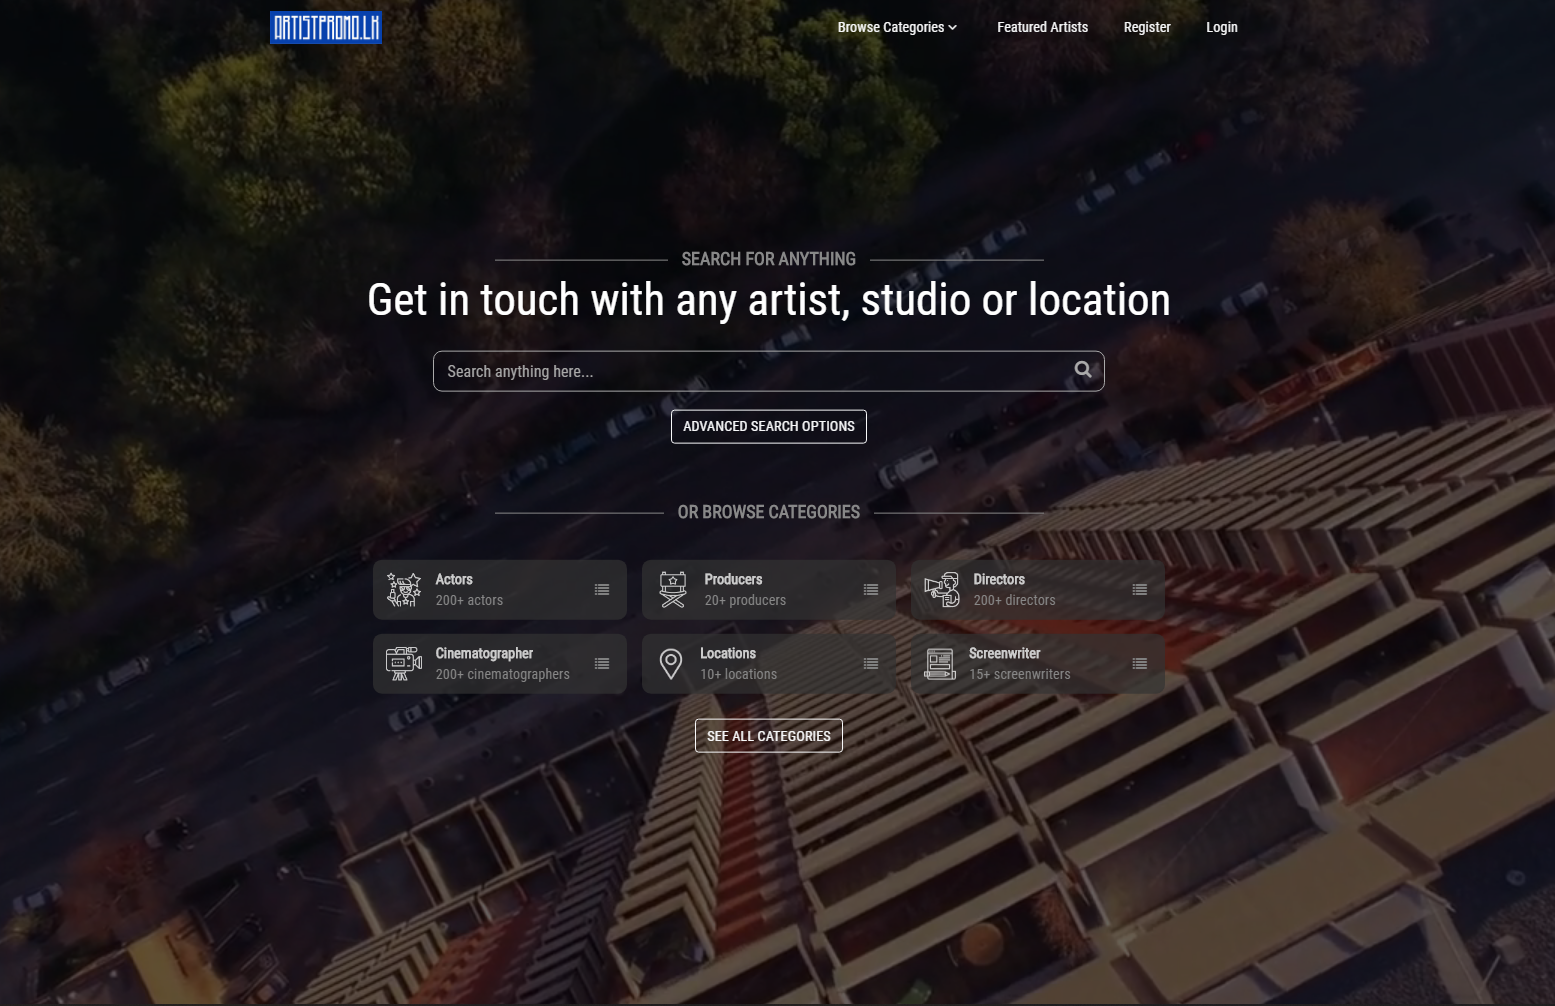 ARTISTPROMO.LK
Browse Categories
Featured Artists
Register
Login
SEARCH FOR ANYTHING
Get in touch with any artist, studio or location
Search anything here...
ADVANCED SEARCH OPTIONS
OR BROWSE CATEGORIES
Actors
200+ actors
Producers
20+ producers
Directors
200+ directors
Cinematographer
200+ cinematographers
Locations
10+ locations
Screenwriter
15+ screenwriters
SEE ALL CATEGORIES